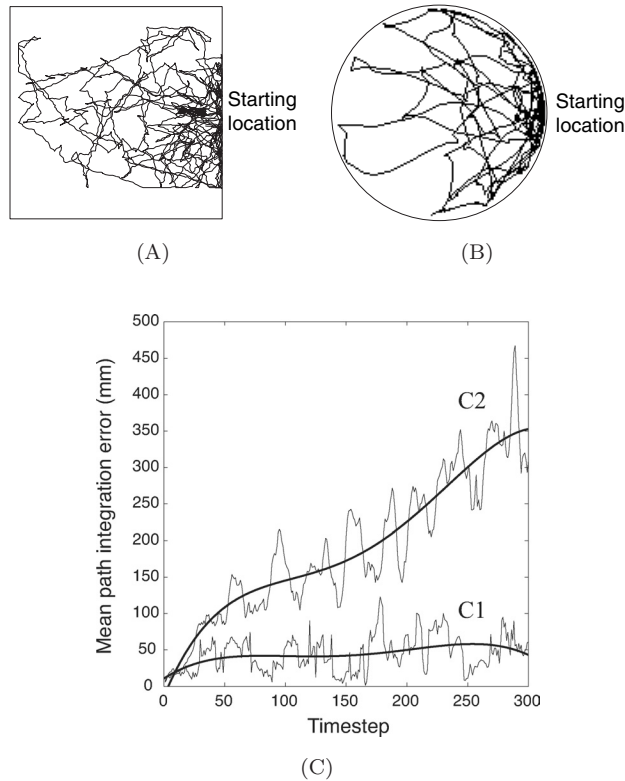 Starting
location
Starting
location
(A)
(B)
500
450
400
350
300
250
200
150
100
50
0
Mean path integration error (mm)
C2
C1
0
50
100
150
200
250
300
Timestep
(C)